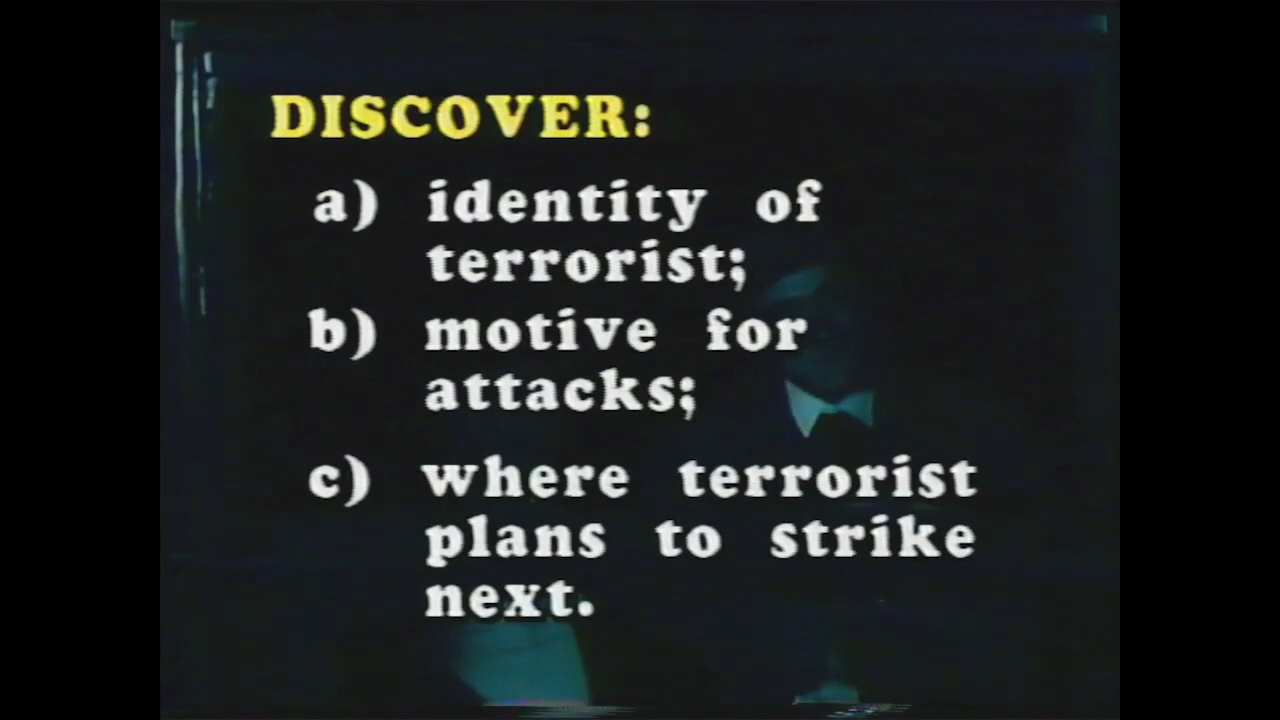 DISCOVER:
a) identity of
terrorist;
b) motive for
attacks;
c) where terrorist
plans to strike
next.